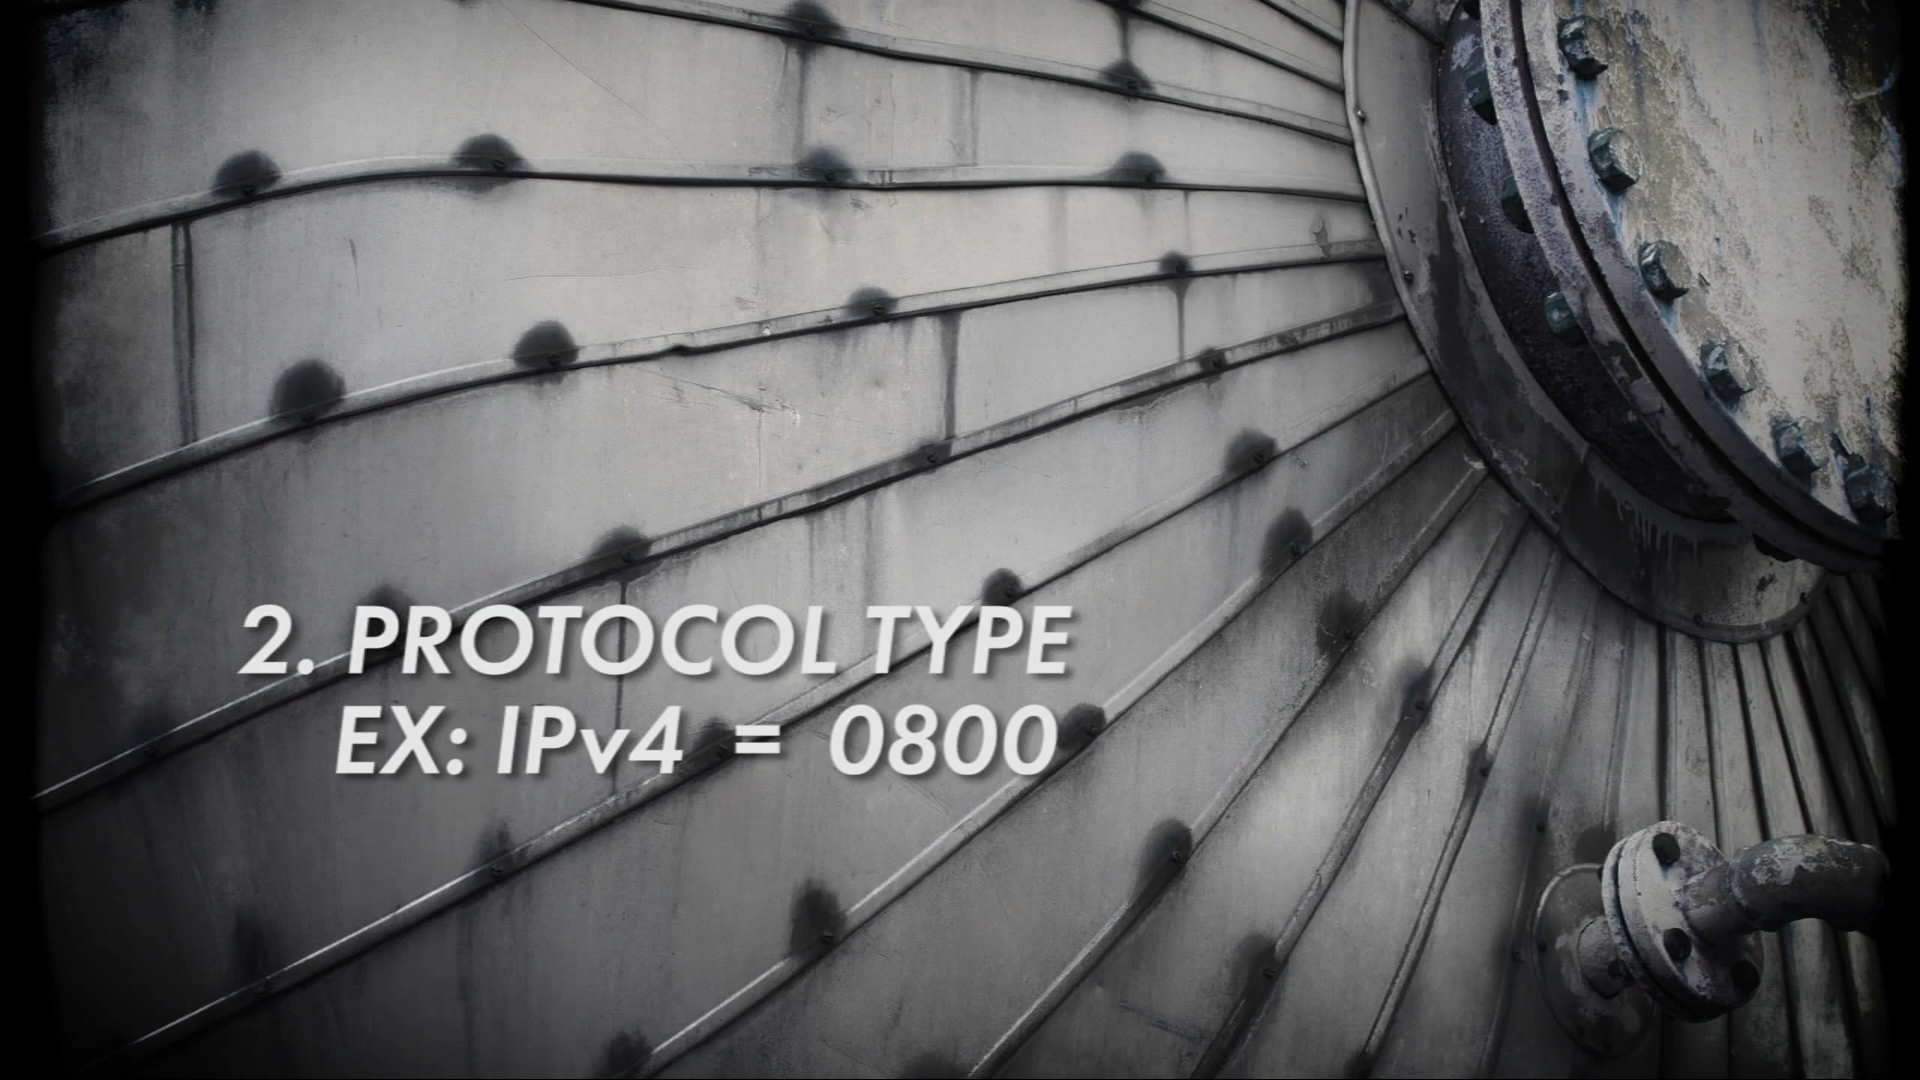 2. PROTOCOL TYPE
EX: IPv4 = 0800